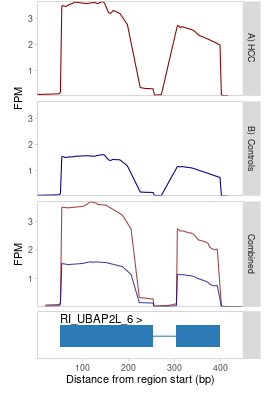 3
2
1
FPM
A) HCC
3
2
1
B) Controls
3
2
1
FPM
Combined
RI_UBAP2L_6 >
100 200 300 400
Distance from region start (bp)